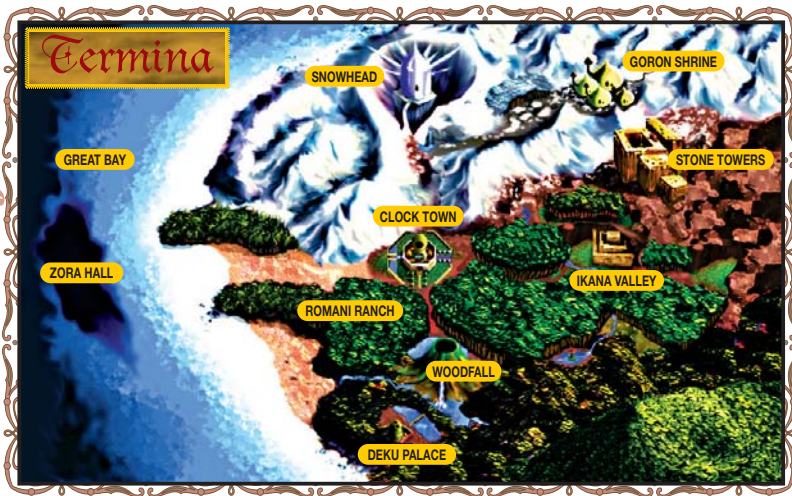 Termina
SNOWHEAD
GORON SHRINE
GREAT BAY
STONE TOWERS
CLOCK TOWN
ZORA HALL
IKANA VALLEY
ROMANI RANCH
WOODFALL
DEKU PALACE